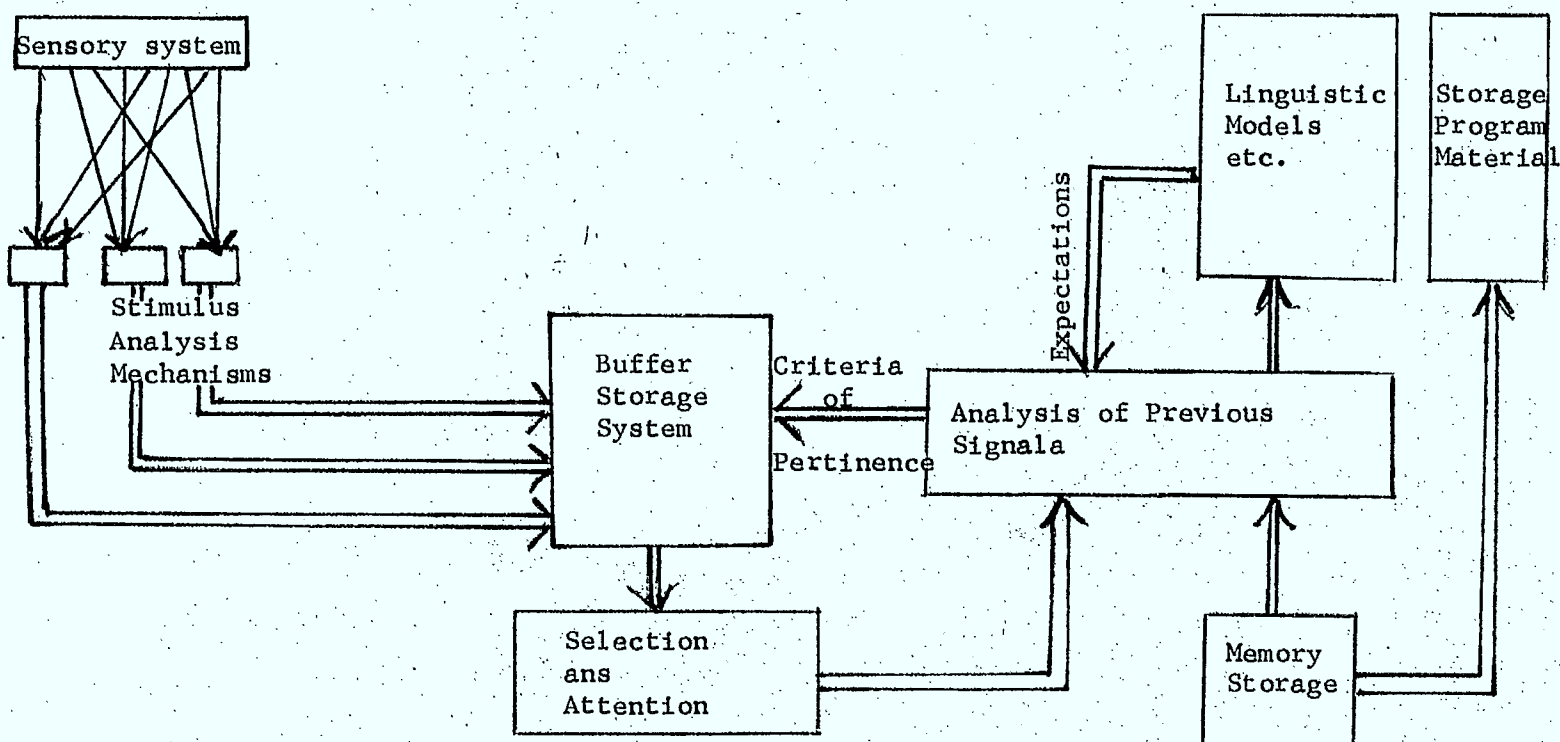 Sensory system
Stimulus
Analysis
Mechanisms
Buffer
Storage
System
Criteria
of
Pertinence
Expectations
Linguistic
Models
etc.
Storage
Program
Material
Analysis of Previous
Signala
Selection
ans
Attention
Memory
Storage